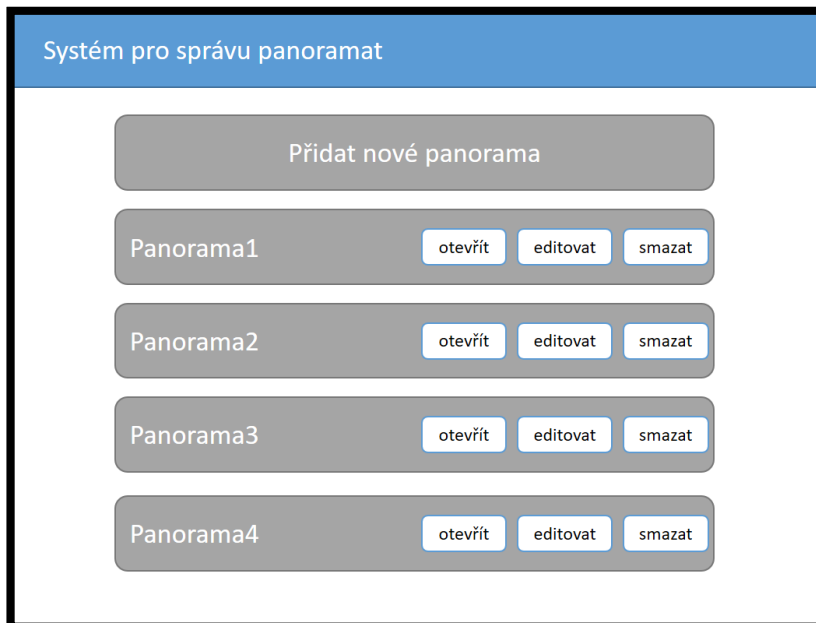 Systém pro správu panoramat
Přidat nové panorama
Panorama1 otevřít editovat smazat
Panorama2 otevřít editovat smazat
Panorama3 otevřít editovat smazat
Panorama4 otevřít editovat smazat